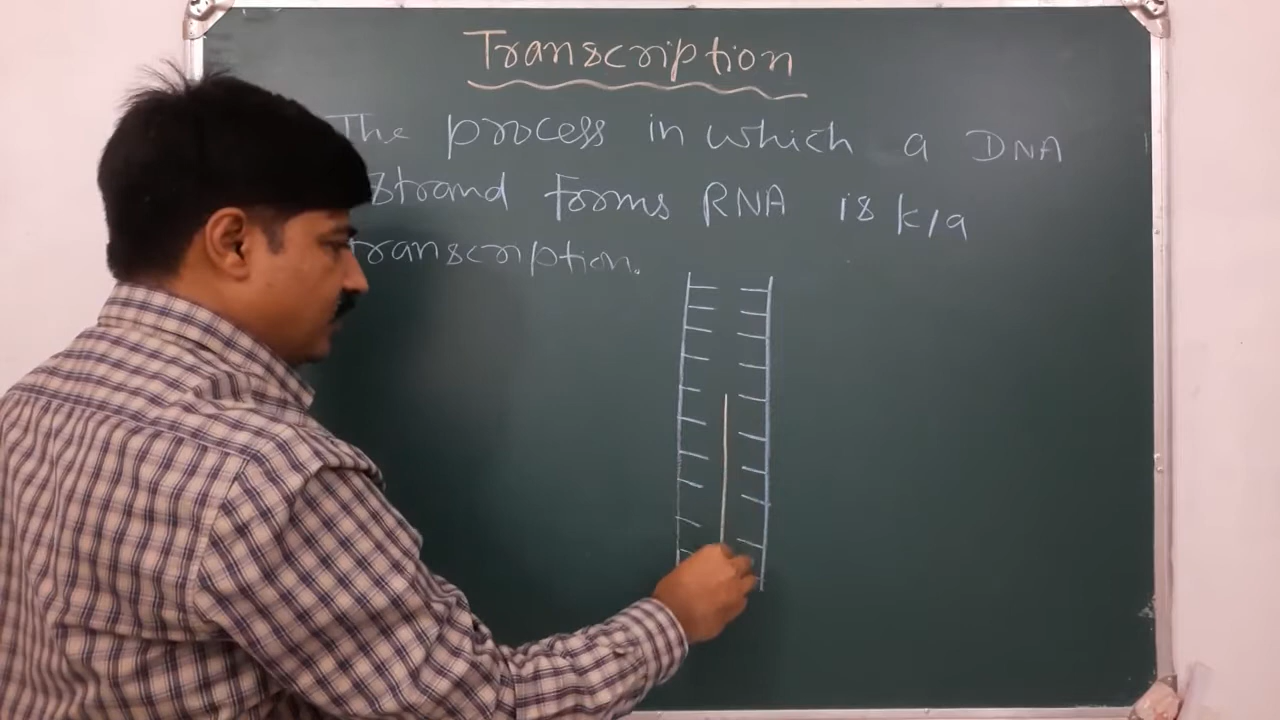 Transcription
The process in which a DNA
strand forms RNA is k/a
transcription.